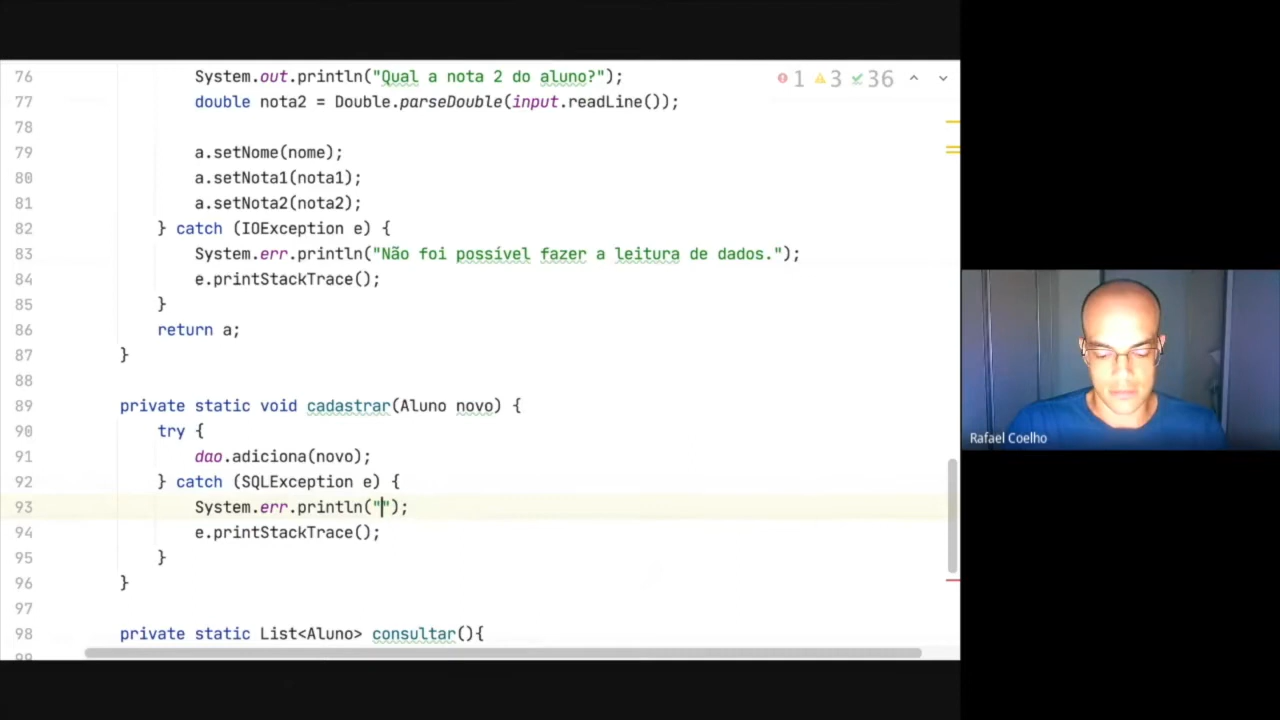 76 System.out.println("Qual a nota 2 do aluno?"); 1 3 36
77 double nota2 = Double.parseDouble(input.readLine());
78
79 a.setNome(nome);
80 a.setNota1(nota1);
81 a.setNota2(nota2);
82 } catch (IOException e) {
83 System.err.println("Não foi possível fazer a leitura de dados.");
84 e.printStackTrace();
85 }
86 return a;
87 }
88
89 private static void cadastrar(Aluno novo) {
90 try {
91 dao.adiciona(novo);
92 } catch (SQLException e) {
93 System.err.println("");
94 e.printStackTrace();
95 }
96 }
97
98 private static List<Aluno> consultar(){
Rafael Coelho